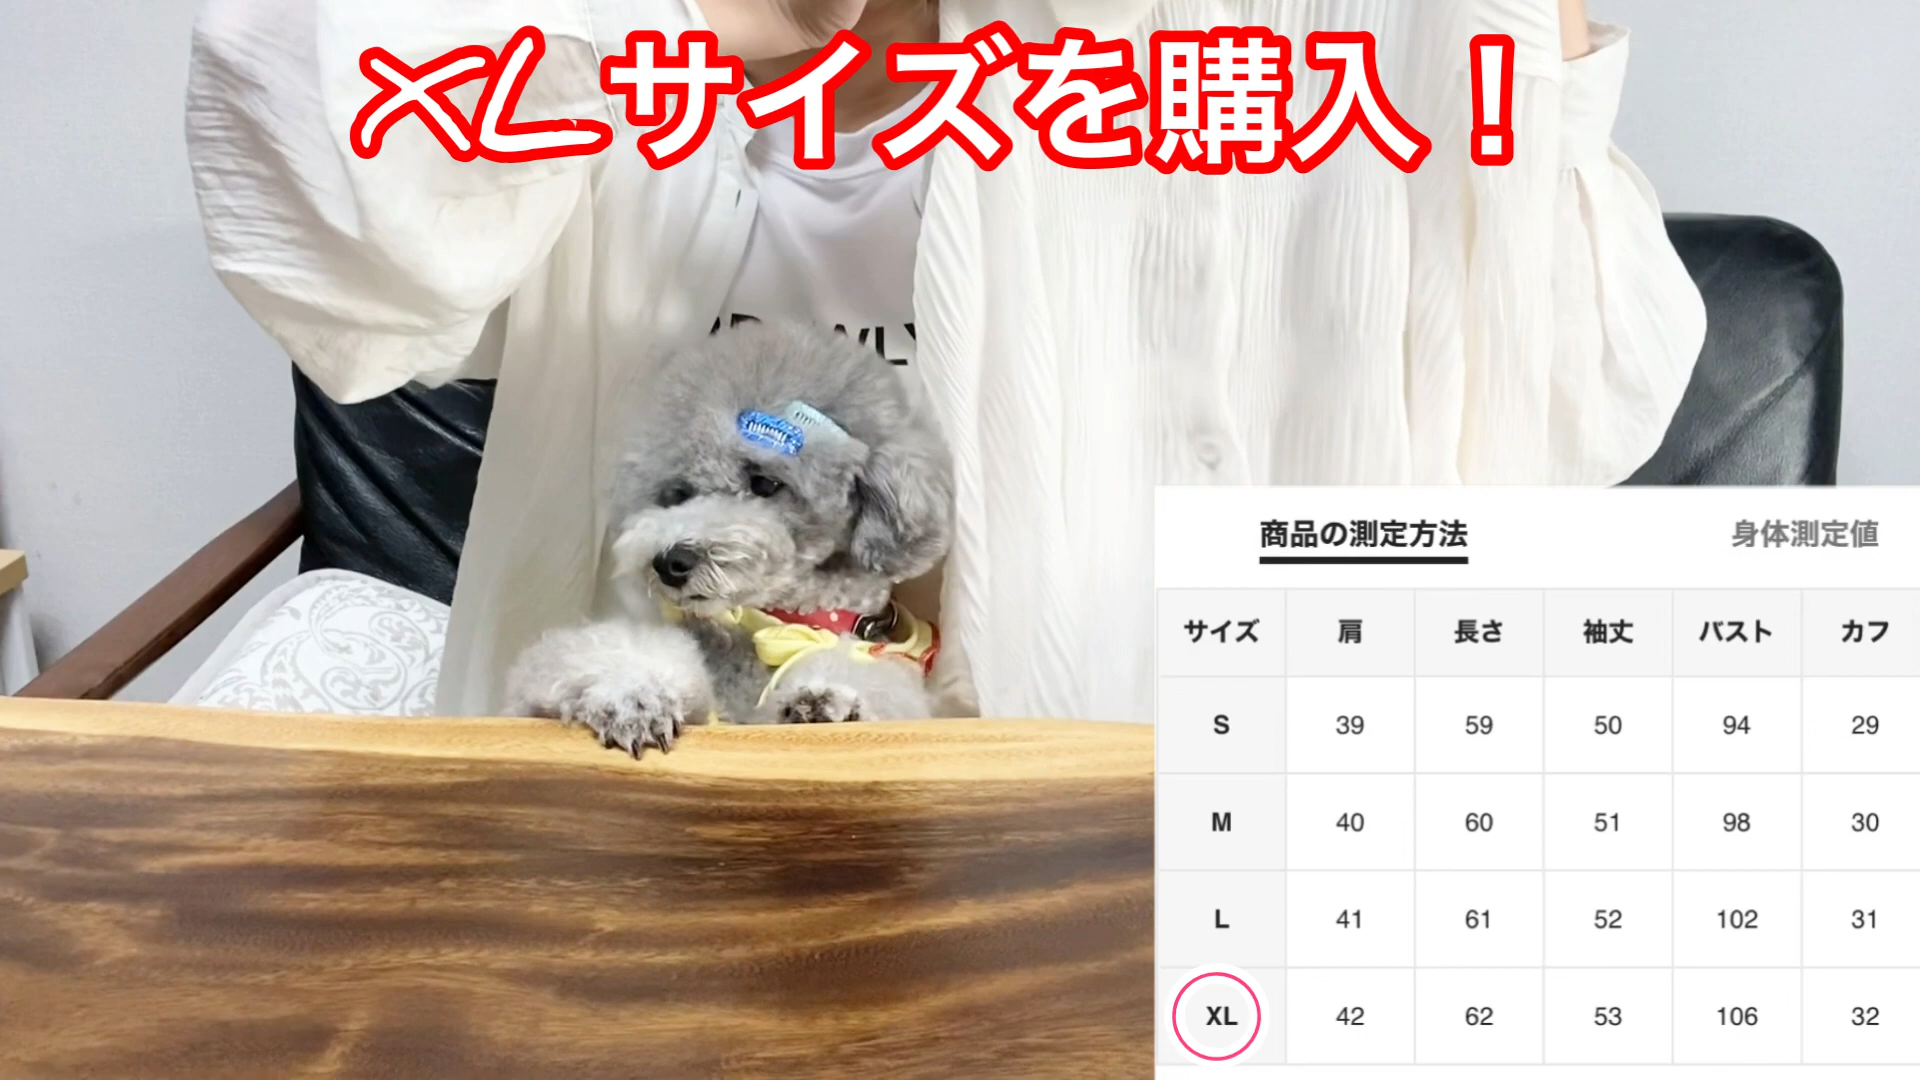 XLサイズを購入！
商品の測定方法 身体測定値
サイズ 肩 長さ 袖丈 バスト カフ
S 39 59 50 94 29
M 40 60 51 98 30
L 41 61 52 102 31
XL 42 62 53 106 32